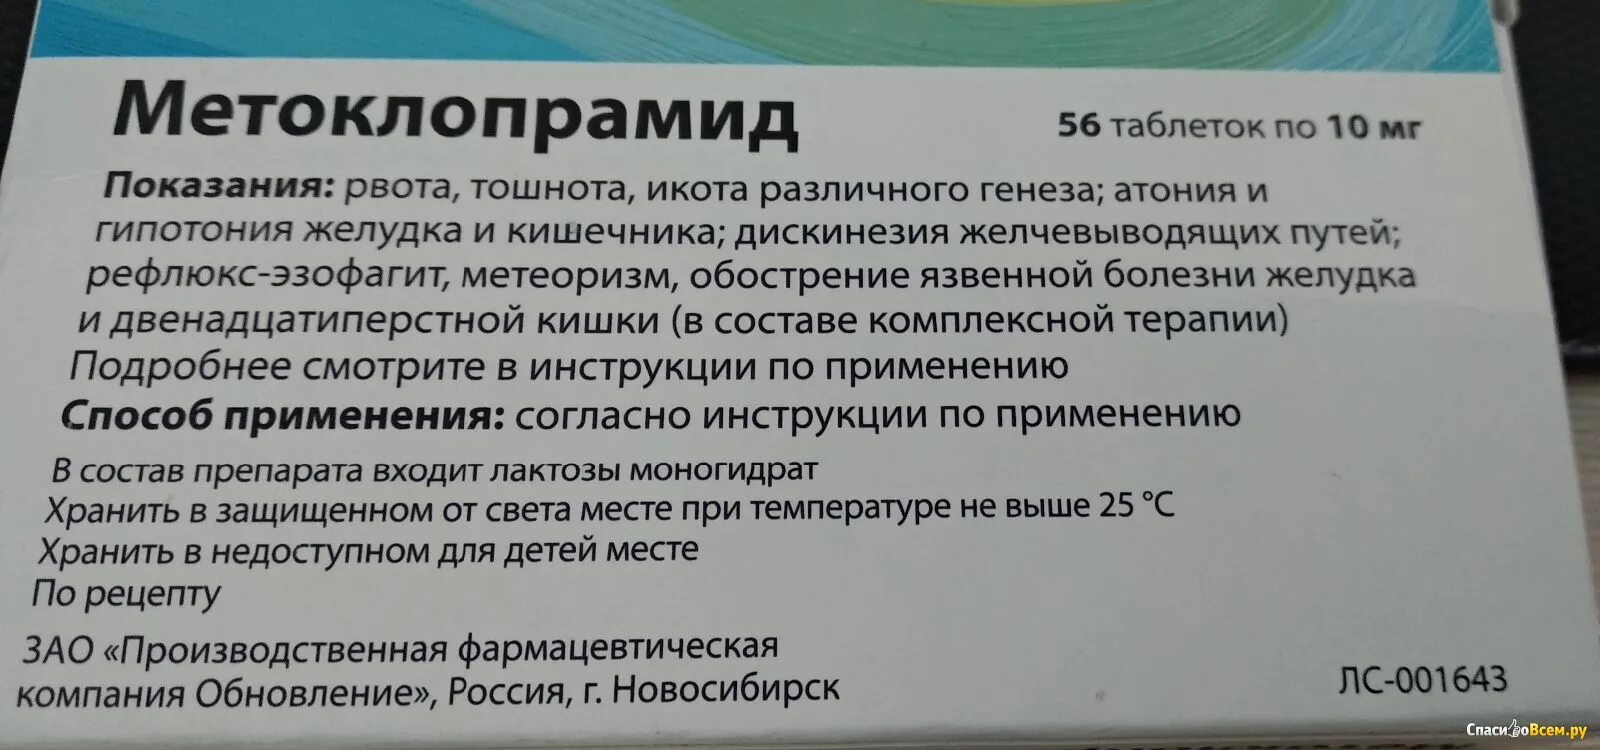 Метоклопрамид
56 таблеток по 10 мг
Показания: рвота, тошнота, икота различного генеза; атония и
гипотония желудка и кишечника; дискинезия желчевыводящих путей;
рефлюкс-эзофагит, метеоризм, обострение язвенной болезни желудка
и двенадцатиперстной кишки (в составе комплексной терапии)
Подробнее смотрите в инструкции по применению
Способ применения: согласно инструкции по применению
В состав препарата входит лактозы моногидрат
Хранить в защищенном от света месте при температуре не выше 25 °С
Хранить в недоступном для детей месте
По рецепту
ЗАО «Производственная фармацевтическая
компания Обновление», Россия, г. Новосибирск
ЛС-001643
СпасибоВсем.ру